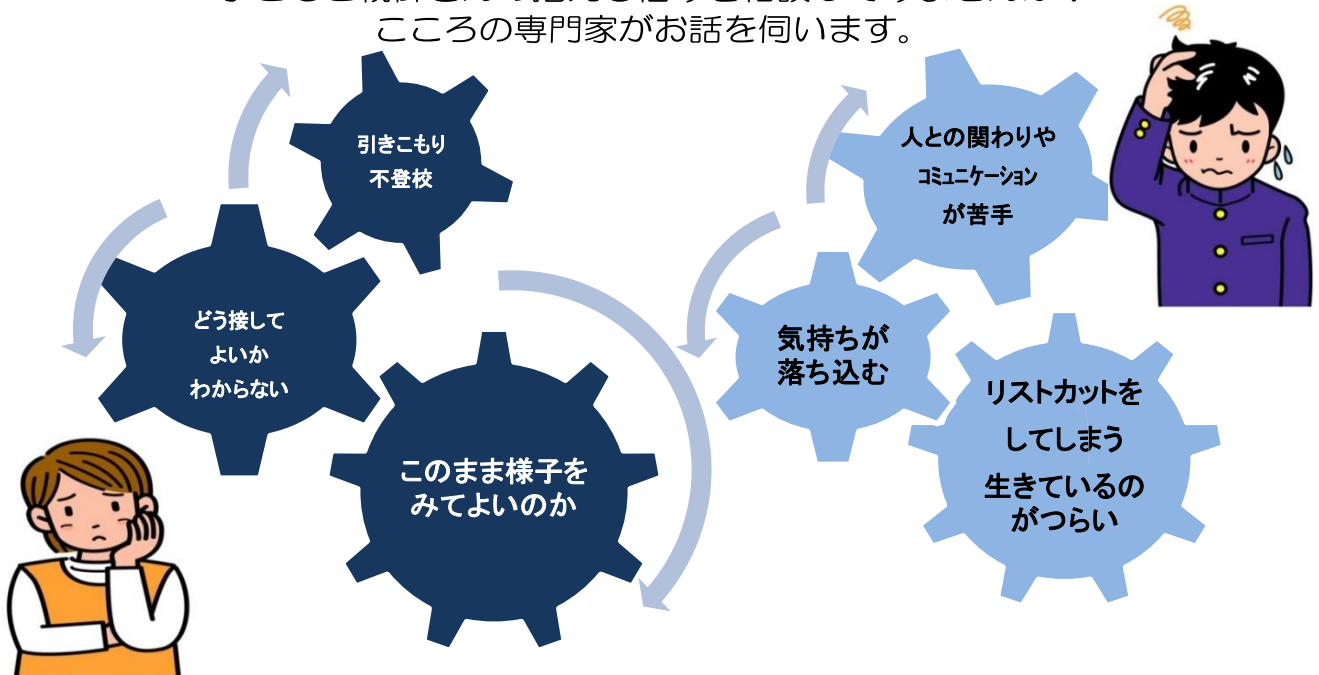 こころの専門家がお話を伺います。
引きこもり
不登校
どう接して
よいか
わからない
このまま様子を
みてよいのか
人との関わりや
コミュニケーション
が苦手
気持ちが
落ち込む
リストカットを
してしまう
生きているの
がつらい